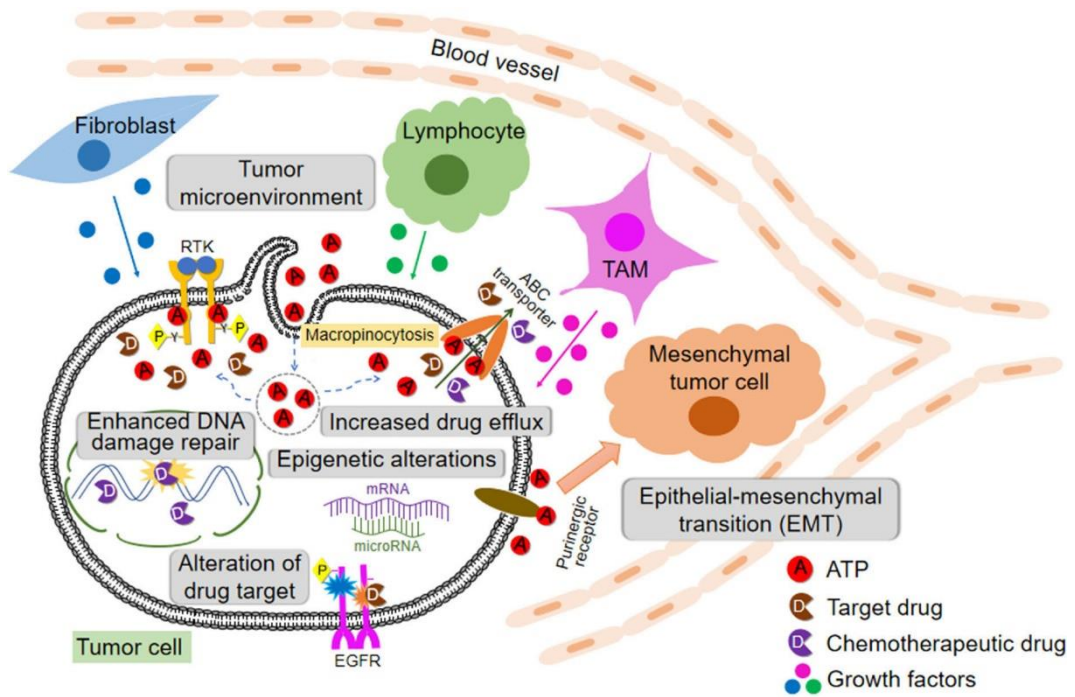 Blood vessel
Fibroblast
Lymphocyte
Tumor
microenvironment
RTK
A
A
A
A
A
TAM
ABC
transporter
D
D
Macropinocytosis
A
A
P
Y
Y
P
D
A
A
D
A
D
A
A
D
A
A
D
A
A
A
Mesenchymal
tumor cell
Enhanced DNA
damage repair
Increased drug efflux
D
D
D
Epigenetic alterations
mRNA
microRNA
A
A
A
Purinergic
receptor
Epithelial-mesenchymal
transition (EMT)
Alteration of
drug target
P
D
EGFR
Tumor cell
A ATP
D Target drug
D Chemotherapeutic drug
Growth factors